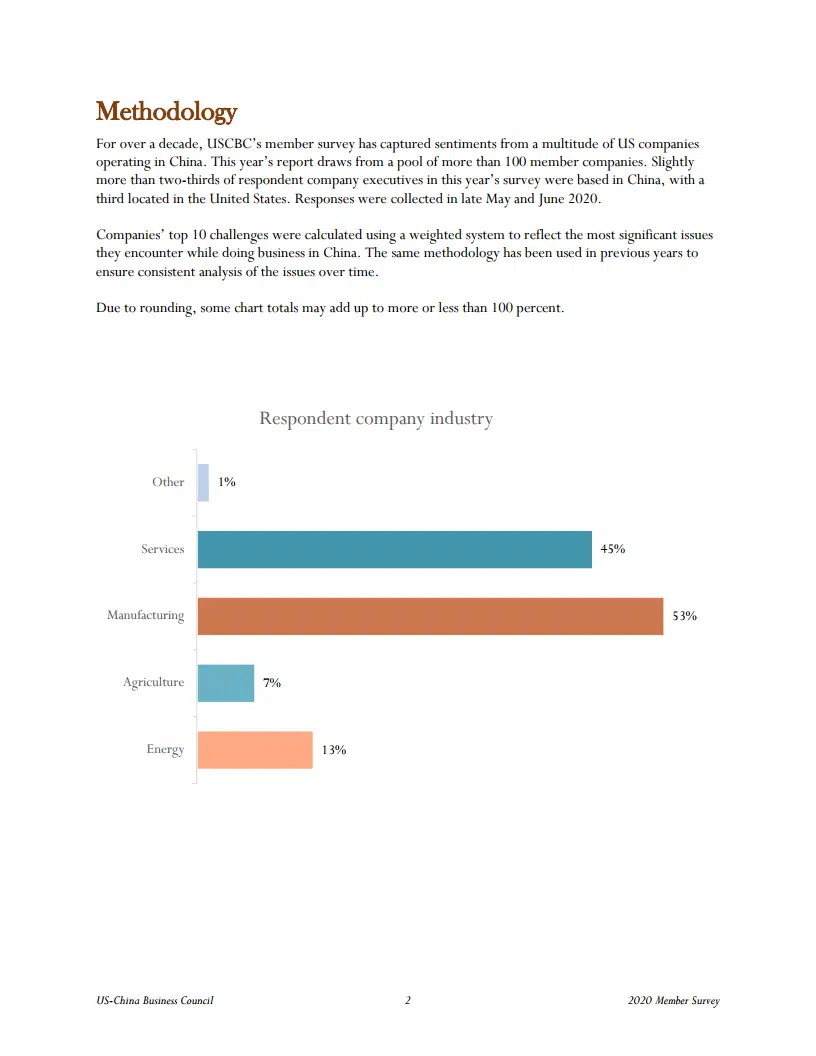 Methodology
For over a decade, USCBC’s member survey has captured sentiments from a multitude of US companies
operating in China. This year’s report draws from a pool of more than 100 member companies. Slightly
more than two-thirds of respondent company executives in this year’s survey were based in China, with a
third located in the United States. Responses were collected in late May and June 2020.
Companies’ top 10 challenges were calculated using a weighted system to reflect the most significant issues
they encounter while doing business in China. The same methodology has been used in previous years to
ensure consistent analysis of the issues over time.
Due to rounding, some chart totals may add up to more or less than 100 percent.
Respondent company industry
Other 1%
Services 45%
Manufacturing 53%
Agriculture 7%
Energy 13%
US-China Business Council 2 2020 Member Survey